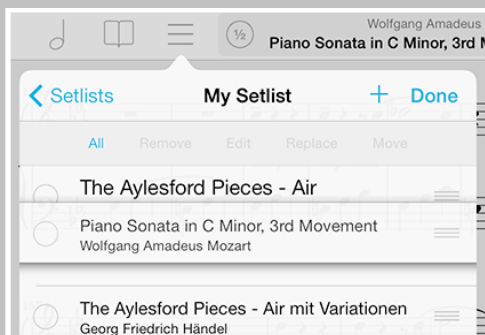 ½
Wolfgang Amadeus
Piano Sonata in C Minor, 3rd
Setlists My Setlist + Done
All Remove Edit Replace Move
The Aylesford Pieces - Air
Piano Sonata in C Minor, 3rd Movement
Wolfgang Amadeus Mozart
The Aylesford Pieces - Air mit Variationen
Georg Friedrich Händel